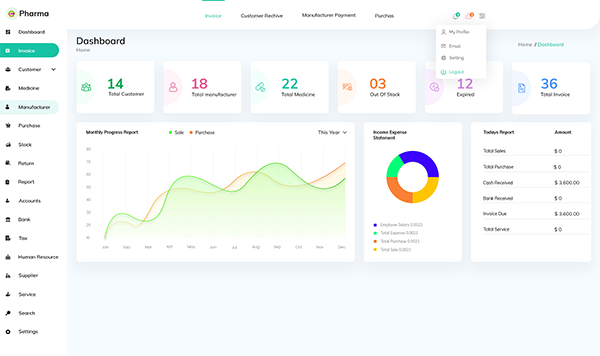 Pharma
Invoice
Customer Rechive
Manufacturer Payment
Purchas
My Profiler
Email
Setting
Logout
Dashboard
Invoice
Customer
Medicine
Manufacturer
Purchase
Stock
Return
Report
Accounts
Bank
Tax
Human Resource
Supplier
Service
Search
Settings
Dashboard
Home
Home / Dashboard
14
Total Customer
18
Total manufacturer
22
Total Medicine
03
Out Of Stock
12
Expired
36
Total Invoice
Monthly Progress Report
Sale
Purchase
This Year
80
70
60
50
40
30
20
10
Jan Feb Mar Apr May Jun Jul Aug Sep Oct Nov Dec
Income Expense
Statement
Employee Salary 0.0021
Total Expense 0.0021
Total Purchase 0.0021
Total Sale 0.0021
Todays Report Amount
Total Sales $ 0
Total Purchase $ 0
Cash Received $ 3,600.00
Bank Received $ 0
Invoice Due $ 3,600.00
Total Service $ 0